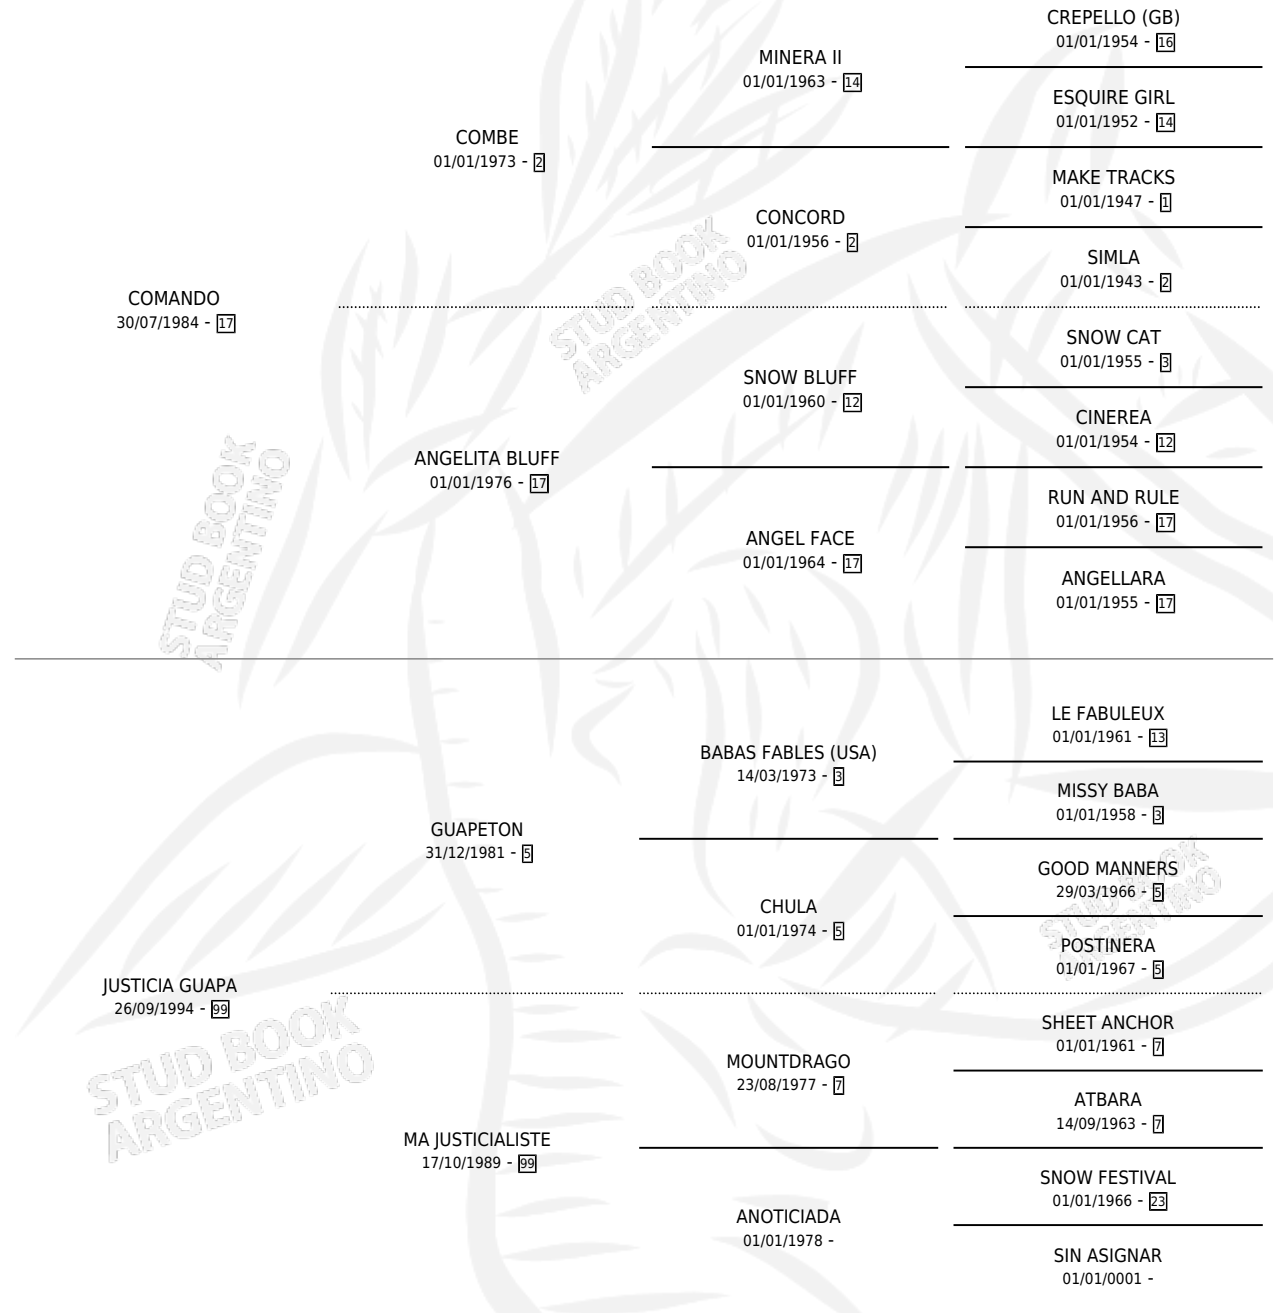 CREPELLO (GB)
01/01/1954 - 16
MINERA II
01/01/1963 - 14
ESQUIRE GIRL
01/01/1952 - 14
COMBE
01/01/1973 - 2
MAKE TRACKS
01/01/1947 - 1
CONCORD
01/01/1956 - 2
SIMLA
01/01/1943 - 2
COMANDO
30/07/1984 - 17
SNOW CAT
01/01/1955 - 3
SNOW BLUFF
01/01/1960 - 12
CINEREA
01/01/1954 - 12
ANGELITA BLUFF
01/01/1976 - 17
RUN AND RULE
01/01/1956 - 17
ANGEL FACE
01/01/1964 - 17
ANGELLARA
01/01/1955 - 17
STUD BOOK
ARGENTINO
STUD BOOK
ARGENTINO
LE FABULEUX
01/01/1961 - 13
BABAS FABLES (USA)
14/03/1973 - 3
MISSY BABA
01/01/1958 - 3
GUAPETON
31/12/1981 - 5
GOOD MANNERS
29/03/1966 - 5
CHULA
01/01/1974 - 5
POSTINERA
01/01/1967 - 5
STUD BOOK
ARGENTINO
JUSTICIA GUAPA
26/09/1994 - 99
SHEET ANCHOR
01/01/1961 - 7
MOUNTDRAGO
23/08/1977 - 7
ATBARA
14/09/1963 - 7
MA JUSTICIALISTE
17/10/1989 - 99
SNOW FESTIVAL
01/01/1966 - 23
ANOTICIADA
01/01/1978 -
SIN ASIGNAR
01/01/0001 -
STUD BOOK
ARGENTINO